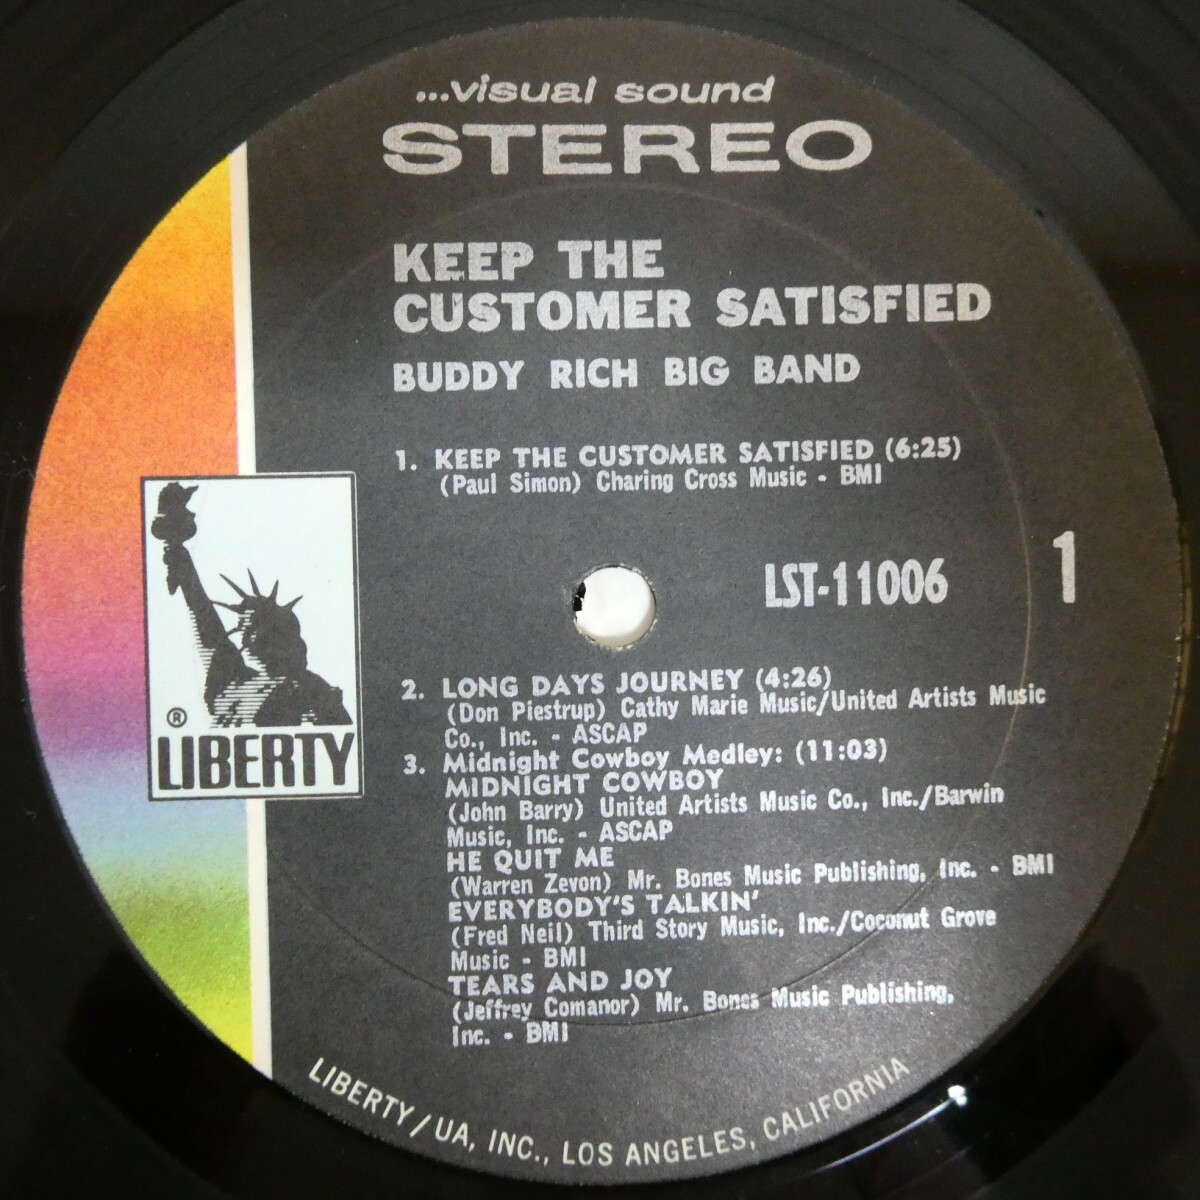 ...visual sound
STEREO
KEEP THE
CUSTOMER SATISFIED
BUDDY RICH BIG BAND
1. KEEP THE CUSTOMER SATISFIED (6:25)
(Paul Simon) Charing Cross Music - BMI
LST-11006
1
2. LONG DAYS JOURNEY (4:26)
(Don Piestrup) Cathy Marie Music/United Artists Music
Co., Inc. - ASCAP
3. Midnight Cowboy Medley: (11:03)
MIDNIGHT COWBOY
(John Barry) United Artists Music Co., Inc./Barwin
Music, Inc. - ASCAP
HE QUIT ME
(Warren Zevon) Mr. Bones Music Publishing, Inc. - BMI
EVERYBODY'S TALKIN'
(Fred Neil) Third Story Music, Inc./Coconut Grove
Music - BMI
TEARS AND JOY
(Jeffrey Comanor) Mr. Bones Music Publishing,
Inc. - BMI
®
LIBERTY
LIBERTY/UA, INC., LOS ANGELES, CALIFORNIA